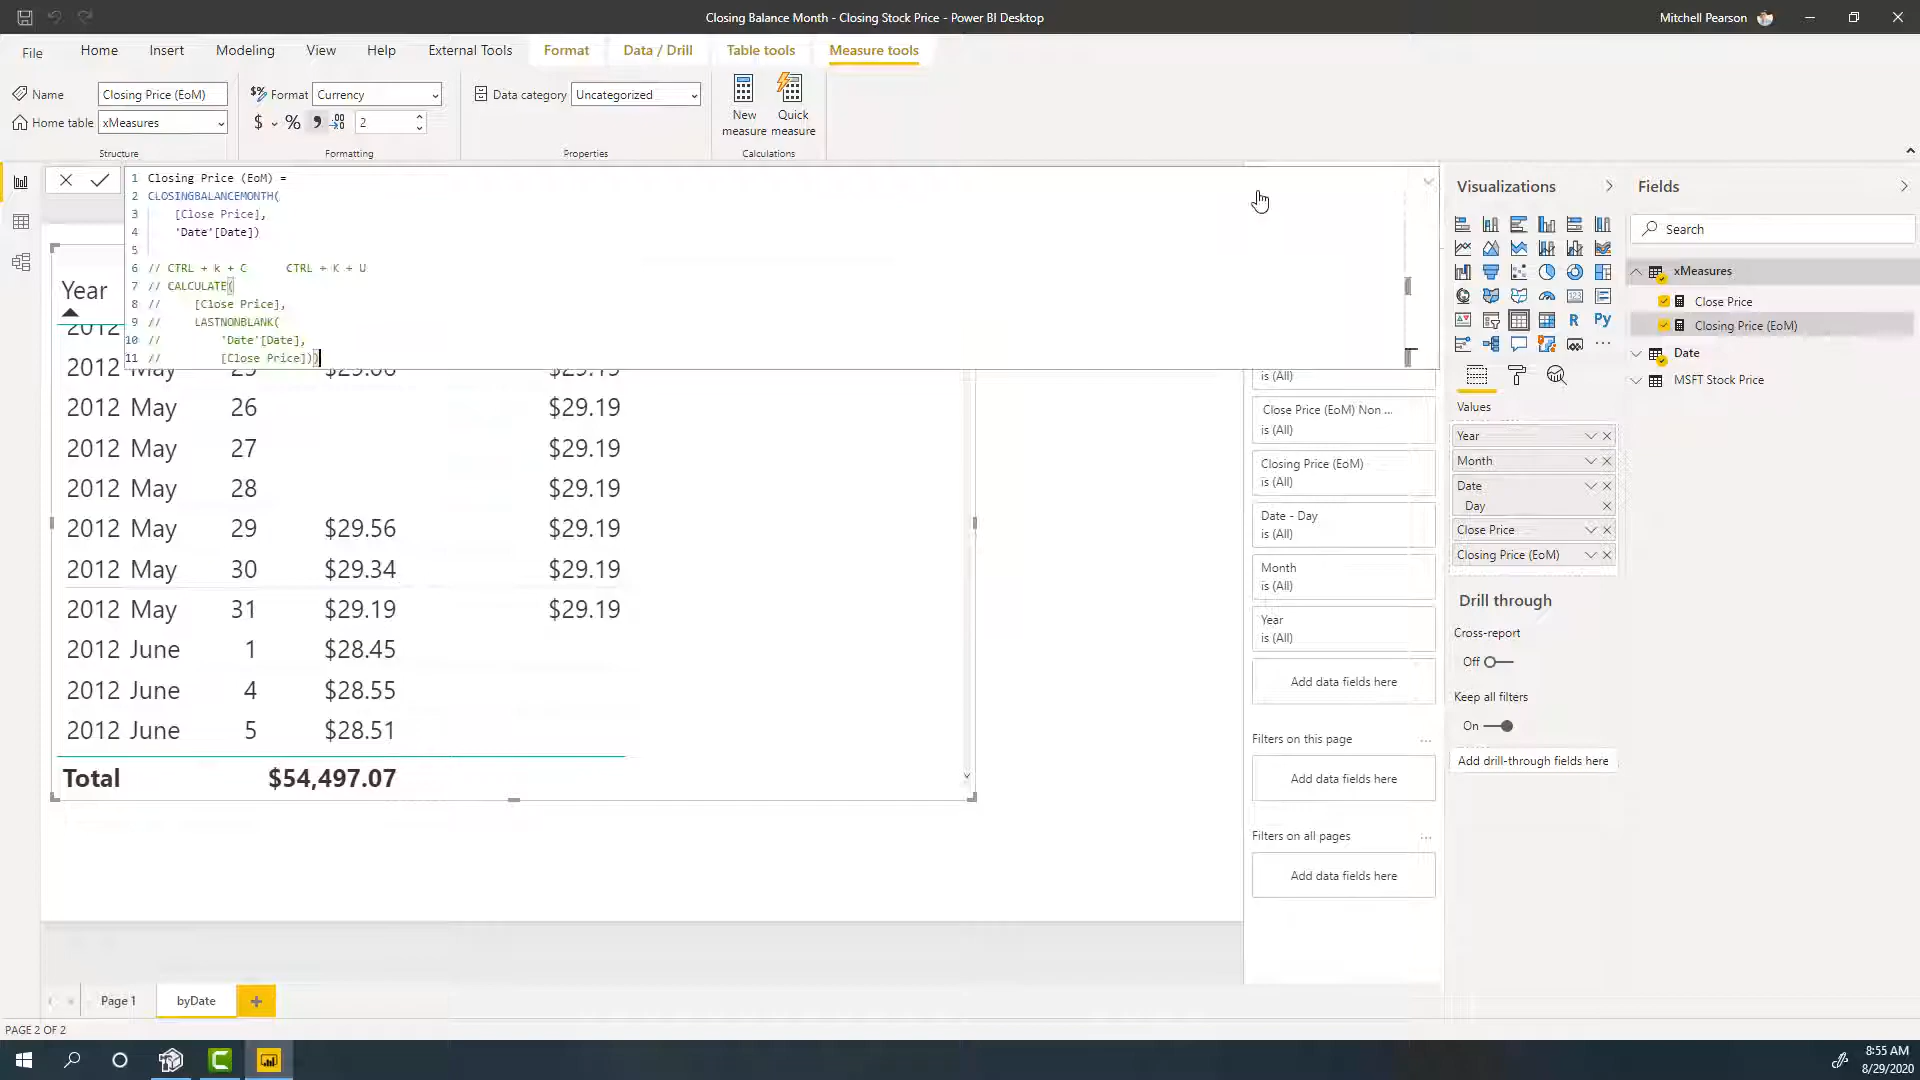 Closing Balance Month - Closing Stock Price - Power BI Desktop
Mitchell Pearson
File
Home
Insert
Modeling
View
Help
External Tools
Format
Data / Drill
Table tools
Measure tools
Name
Closing Price (EoM)
Home table
xMeasures
Structure
Format
Currency
$
%
2
Formatting
Data category
Uncategorized
Properties
New measure
Quick measure
Calculations
1 Closing Price (EoM) =
2 CLOSINGBALANCEMONTH(
3 [Close Price],
4 'Date'[Date])
5
6 // CTRL + k + C CTRL + K + U
7 // CALCULATE(
8 // [Close Price],
9 // LASTNONBLANK(
10 // 'Date'[Date],
11 // [Close Price]))
Year
2012
2012 May 25 $29.06 $29.19
2012 May 26 $29.19
2012 May 27 $29.19
2012 May 28 $29.19
2012 May 29 $29.56 $29.19
2012 May 30 $29.34 $29.19
2012 May 31 $29.19 $29.19
2012 June 1 $28.45
2012 June 4 $28.55
2012 June 5 $28.51
Total $54,497.07
is (All)
Close Price (EoM) Non ...
is (All)
Closing Price (EoM)
is (All)
Date - Day
is (All)
Month
is (All)
Year
is (All)
Add data fields here
Filters on this page
...
Add data fields here
Filters on all pages
...
Add data fields here
Visualizations
R
Py
...
Values
Year
Month
Date
Day
Close Price
Closing Price (EoM)
Drill through
Cross-report
Off
Keep all filters
On
Add drill-through fields here
Fields
Search
xMeasures
Close Price
Closing Price (EoM)
Date
MSFT Stock Price
Page 1
byDate
+
PAGE 2 OF 2
8:55 AM
8/29/2020